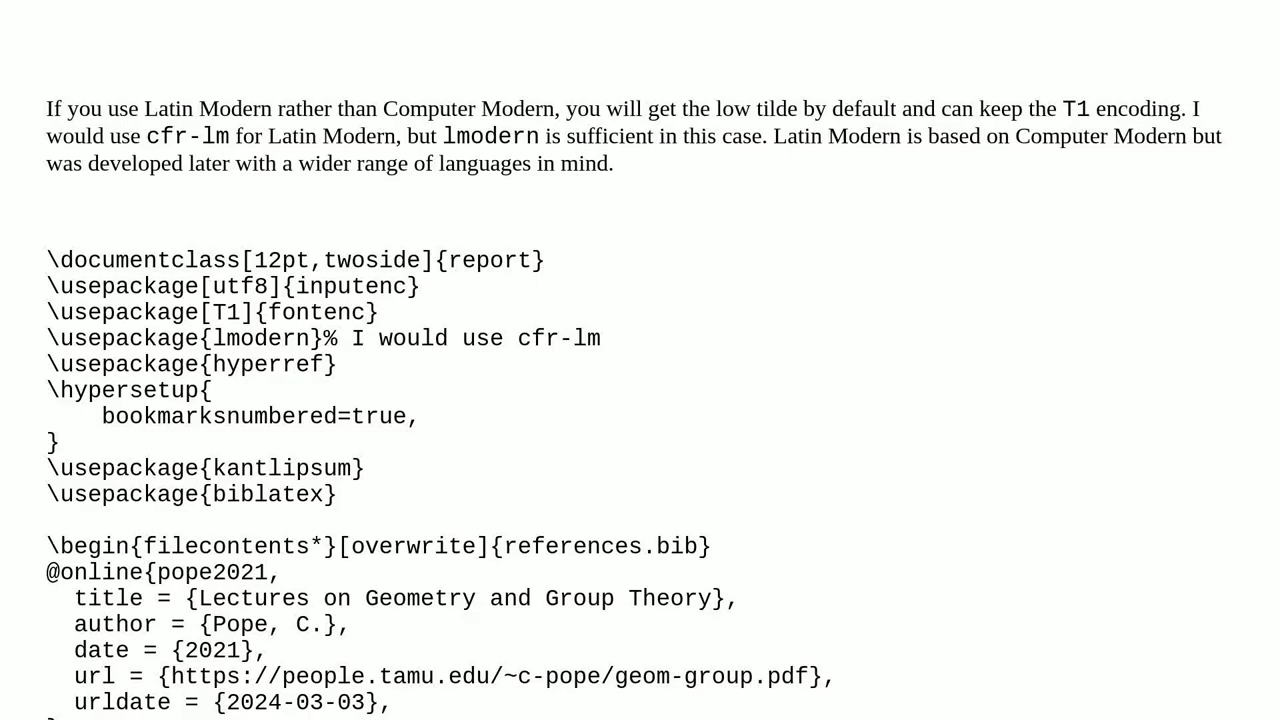 If you use Latin Modern rather than Computer Modern, you will get the low tilde by default and can keep the T1 encoding. I
would use cfr-lm for Latin Modern, but lmodern is sufficient in this case. Latin Modern is based on Computer Modern but
was developed later with a wider range of languages in mind.
\documentclass[12pt,twoside]{report}
\usepackage[utf8]{inputenc}
\usepackage[T1]{fontenc}
\usepackage{lmodern}% I would use cfr-lm
\usepackage{hyperref}
\hypersetup{
    bookmarksnumbered=true,
}
\usepackage{kantlipsum}
\usepackage{biblatex}
\begin{filecontents*}[overwrite]{references.bib}
@online{pope2021,
  title = {Lectures on Geometry and Group Theory},
  author = {Pope, C.},
  date = {2021},
  url = {https://people.tamu.edu/~c-pope/geom-group.pdf},
  urldate = {2024-03-03},